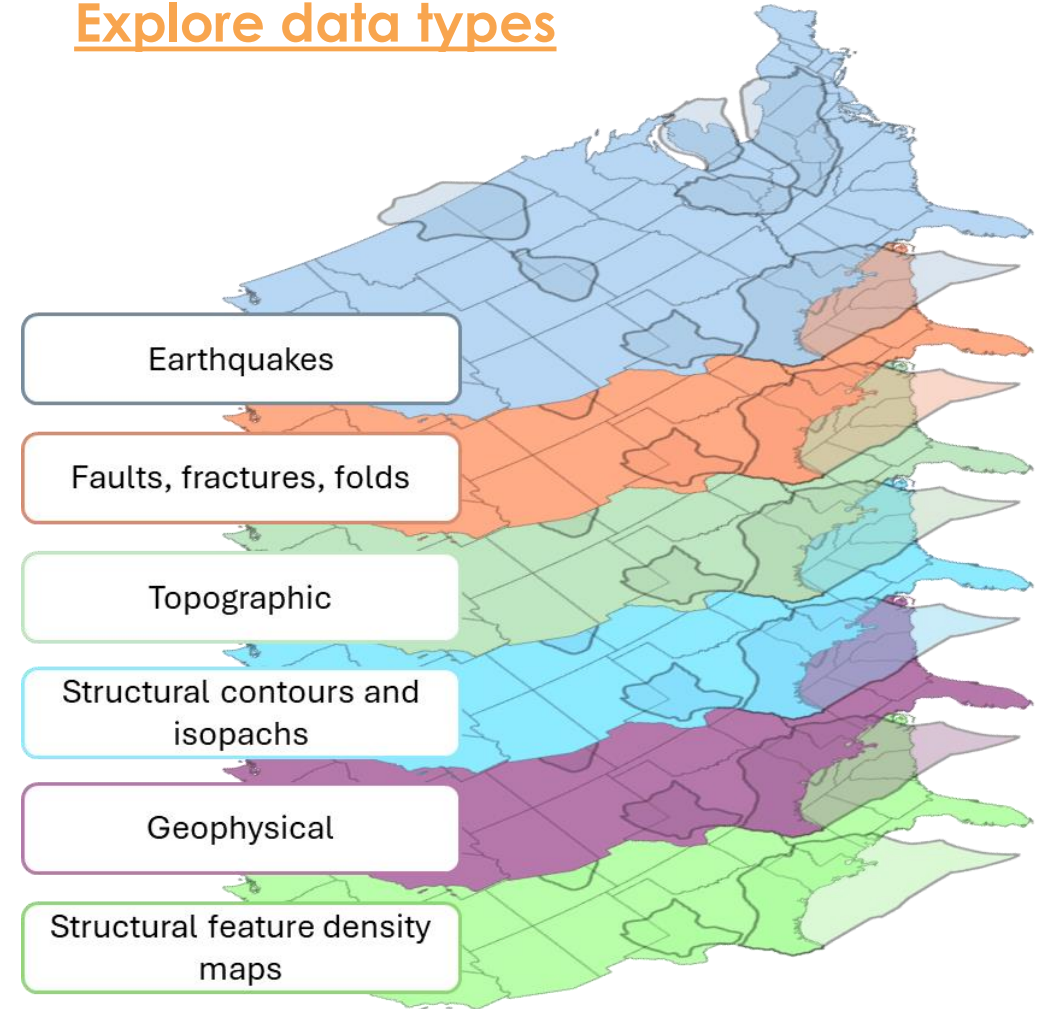 Explore data types
Earthquakes
Faults, fractures, folds
Topographic
Structural contours and
isopachs
Geophysical
Structural feature density
maps